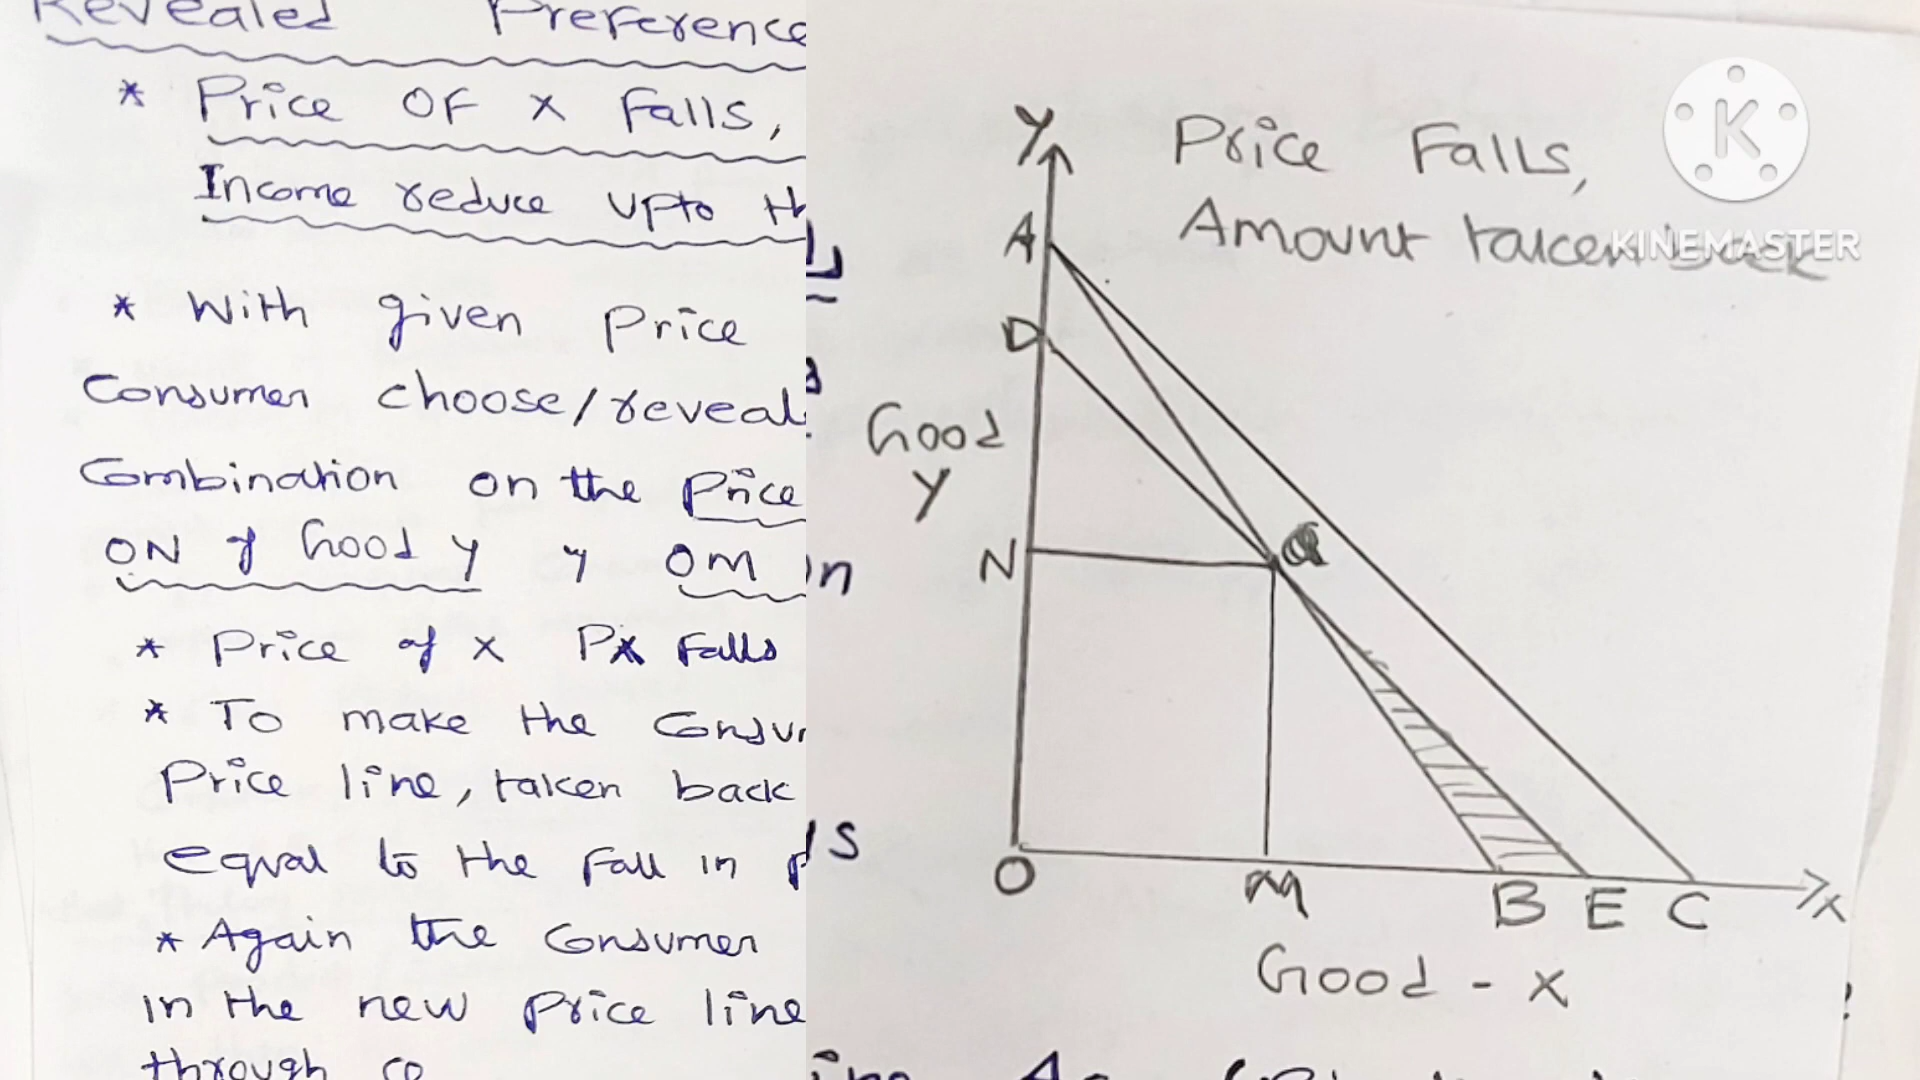 Revealed Preference
* Price OF x Falls,
Income reduce upto th
* With given Price
Consumer choose/reveal
Combination on the Price
ON of Good y y OM
* Price of x Px Falls
* To make the Consu
Price line, taken back
equal to the Fall in P
* Again the Consumer
in the new price line
through co
Price Falls,
Amount taken back
KINEMASTER
K
Y
A
D
Good
Y
N
Q
O
M
B E C
x
Good - x